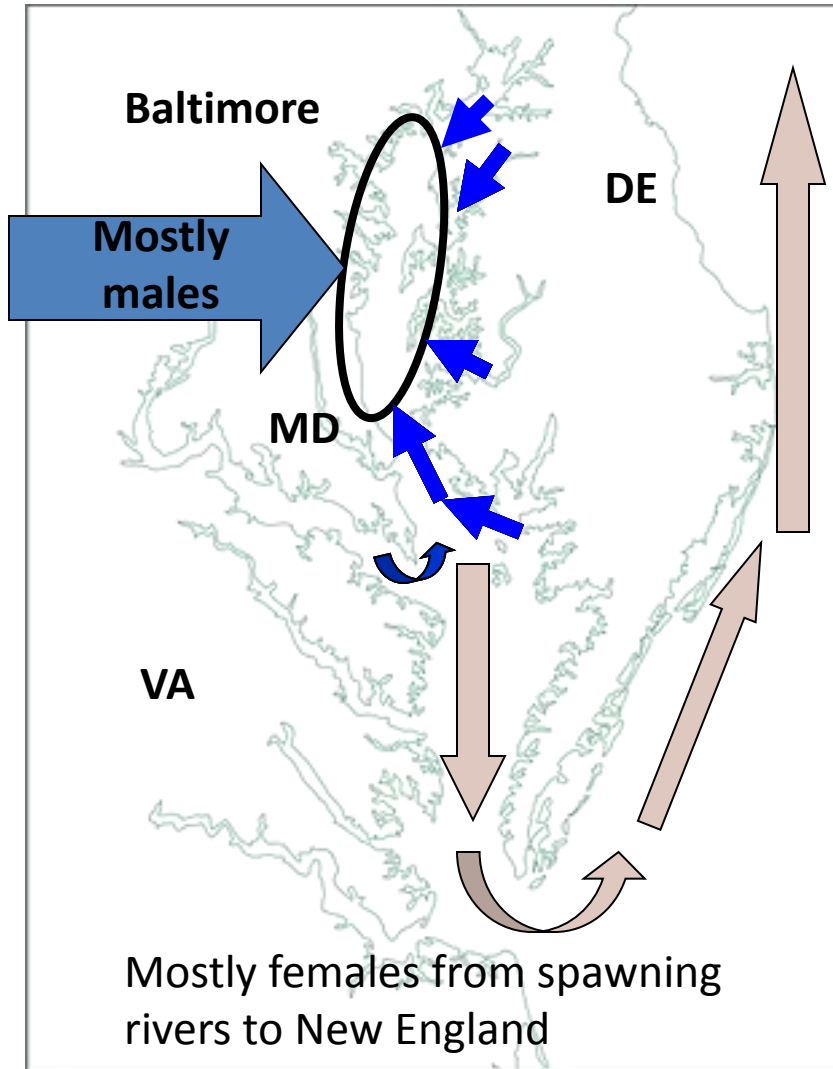 Baltimore
DE
Mostly
males
MD
VA
Mostly females from spawning
rivers to New England